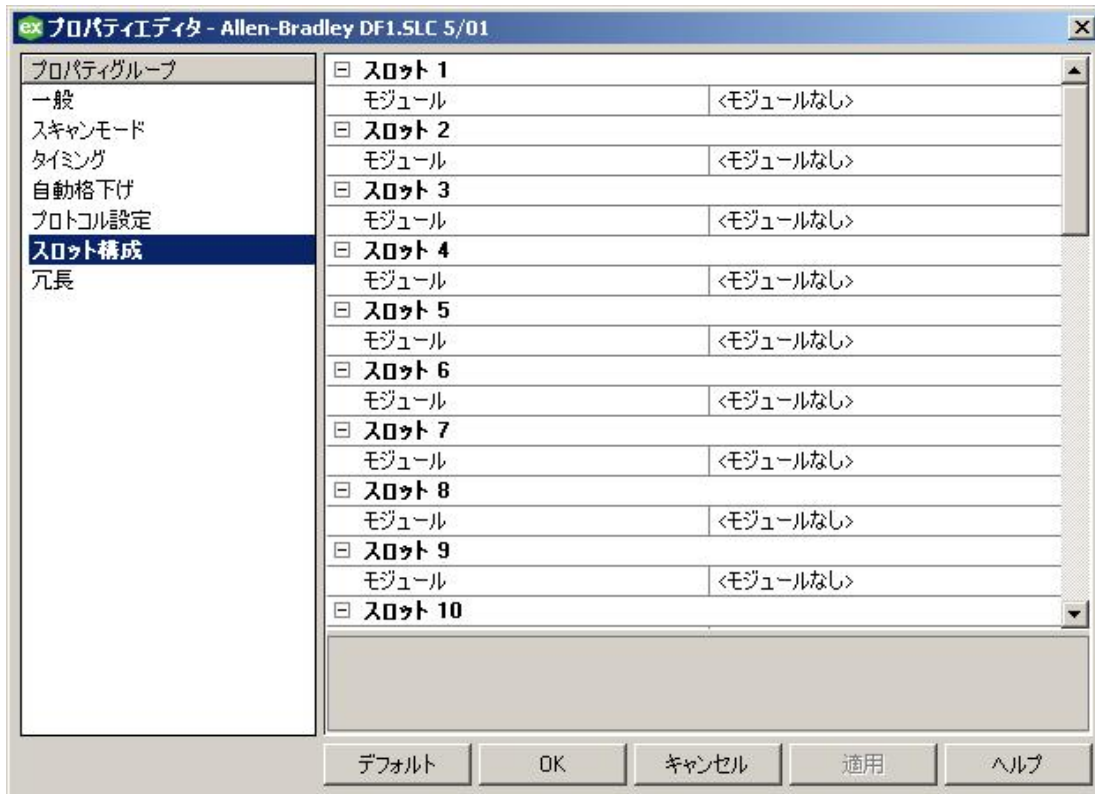 ex プロパティエディタ - Allen-Bradley DF1.SLC 5/01
プロパティグループ
一般
スキャンモード
タイミング
自動格下げ
プロトコル設定
スロット構成
冗長
スロット 1
モジュール <モジュールなし>
スロット 2
モジュール <モジュールなし>
スロット 3
モジュール <モジュールなし>
スロット 4
モジュール <モジュールなし>
スロット 5
モジュール <モジュールなし>
スロット 6
モジュール <モジュールなし>
スロット 7
モジュール <モジュールなし>
スロット 8
モジュール <モジュールなし>
スロット 9
モジュール <モジュールなし>
スロット 10
デフォルト OK キャンセル 適用 ヘルプ